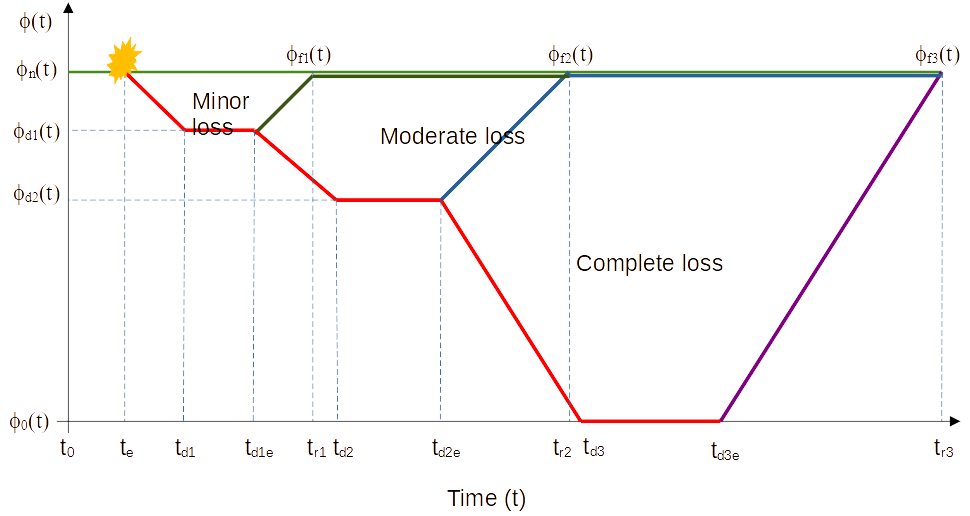 ϕ(t)
ϕf1(t) ϕf2(t) ϕf3(t)
ϕn(t)
Minor
loss
ϕd1(t)
Moderate loss
ϕd2(t)
Complete loss
ϕ0(t)
t0 te td1 td1e tr1 td2 td2e tr2 td3 td3e tr3
Time (t)